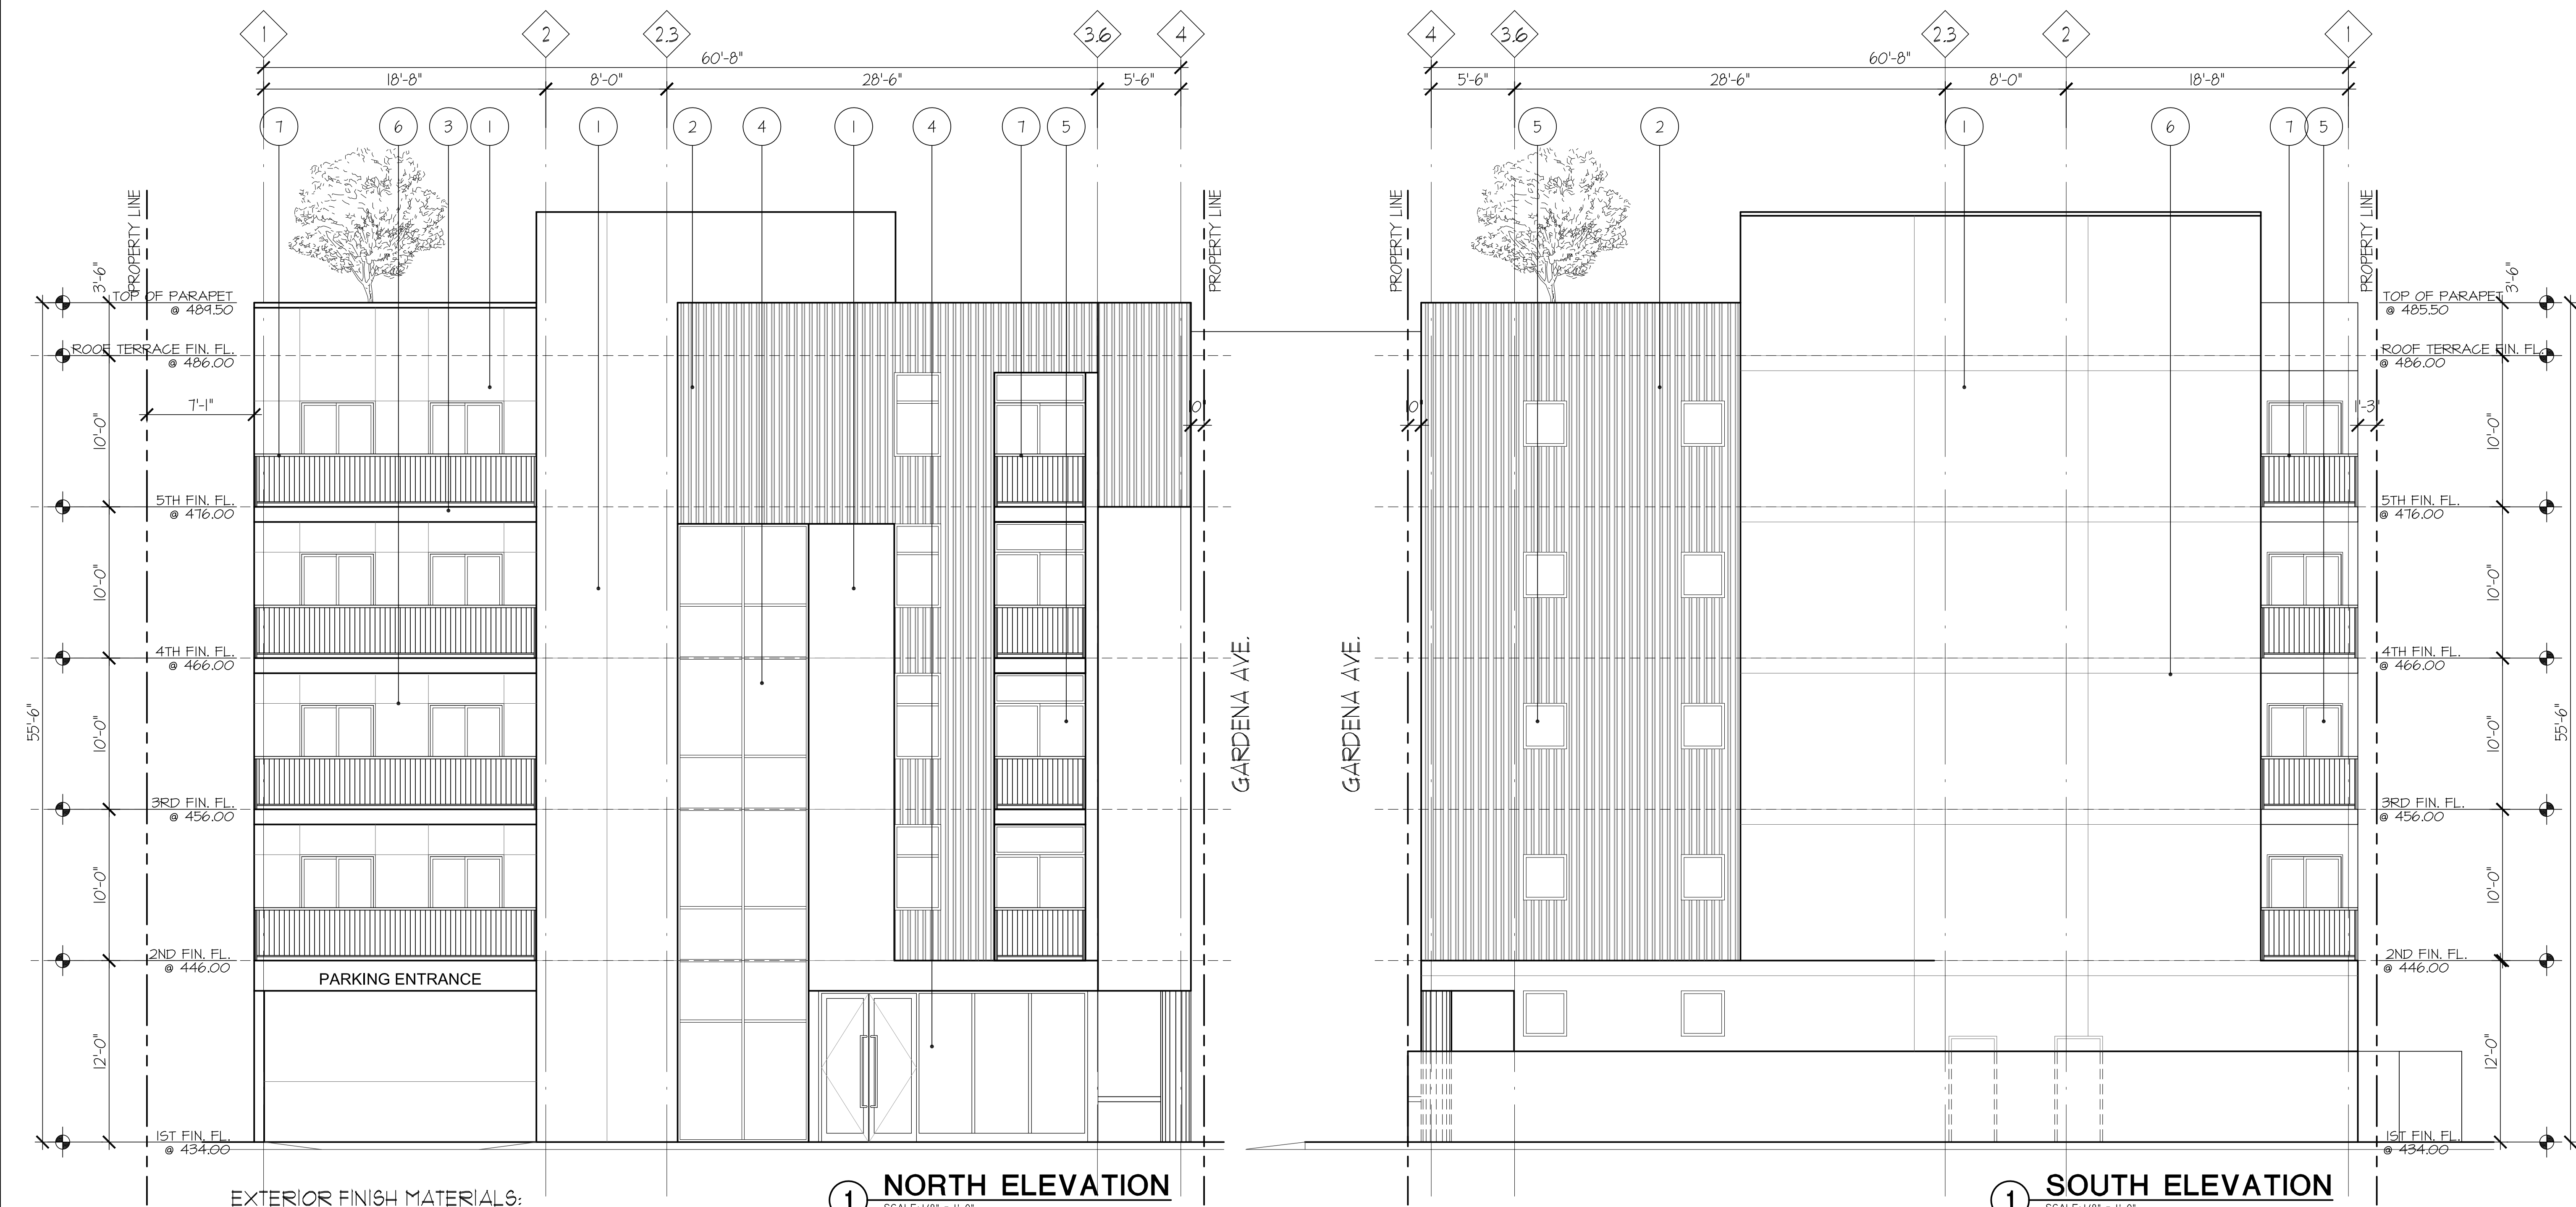 1 2 2.3 3.6 4
60'-8"
18'-8" 8'-0" 28'-6" 5'-6"
7 6 3 1 1 2 4 1 4 7 5
PROPERTY LINE
PROPERTY LINE
3'-6"
TOP OF PARAPET
@ 489.50
ROOF TERRACE FIN. FL.
@ 486.00
7'-1"
10"
10'-0"
5TH FIN. FL.
@ 476.00
10'-0"
4TH FIN. FL.
@ 466.00
55'-6"
10'-0"
3RD FIN. FL.
@ 456.00
10'-0"
2ND FIN. FL.
@ 446.00
PARKING ENTRANCE
12'-0"
1ST FIN. FL.
@ 434.00
GARDENA AVE.
EXTERIOR FINISH MATERIALS:
1 NORTH ELEVATION
4 3.6 2.3 2 1
60'-8"
5'-6" 28'-6" 8'-0" 18'-8"
5 2 1 6 7 5
PROPERTY LINE
PROPERTY LINE
3'-6"
TOP OF PARAPET
@ 485.50
ROOF TERRACE FIN. FL.
@ 486.00
10"
1'-3"
10'-0"
5TH FIN. FL.
@ 476.00
10'-0"
4TH FIN. FL.
@ 466.00
GARDENA AVE.
10'-0"
55'-6"
3RD FIN. FL.
@ 456.00
10'-0"
2ND FIN. FL.
@ 446.00
12'-0"
1ST FIN. FL.
@ 434.00
1 SOUTH ELEVATION